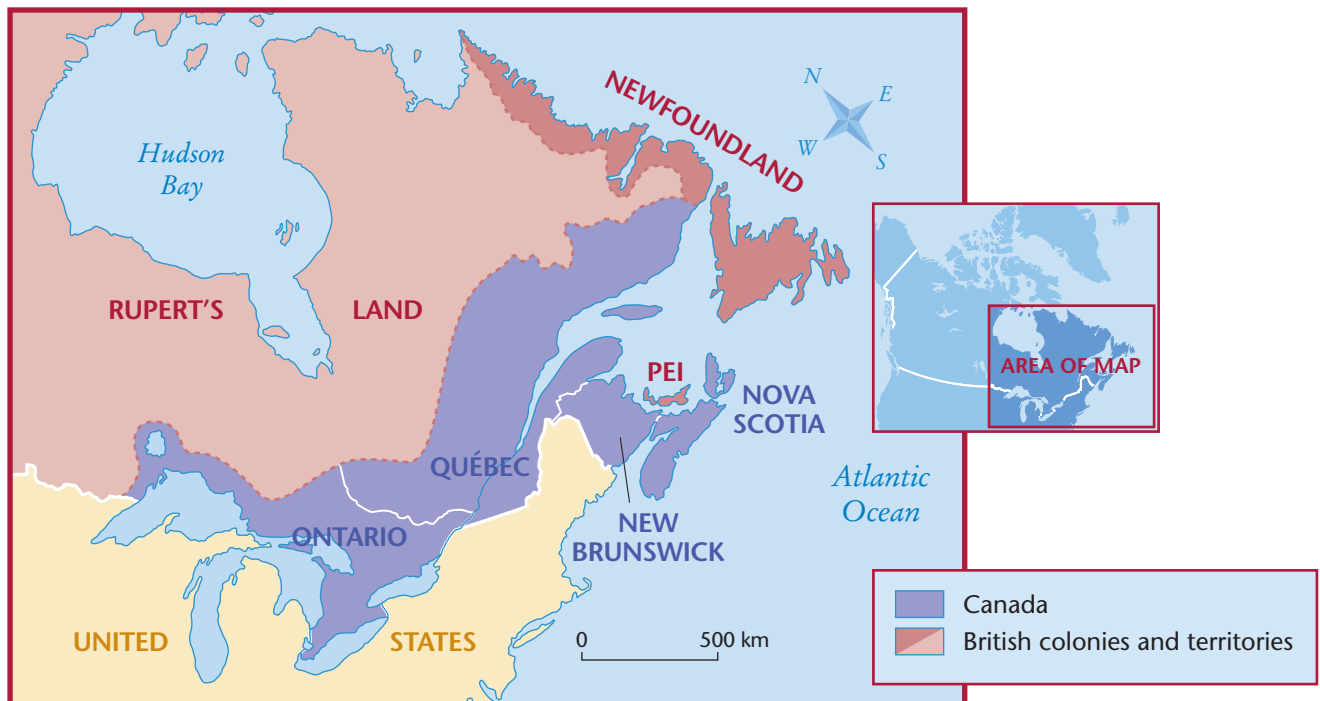 NEWFOUNDLAND
N
E
W
S
Hudson
Bay
RUPERT'S LAND
AREA OF MAP
PEI
NOVA
SCOTIA
QUÉBEC
Atlantic
Ocean
ONTARIO
NEW
BRUNSWICK
UNITED STATES
0 500 km
Canada
British colonies and territories